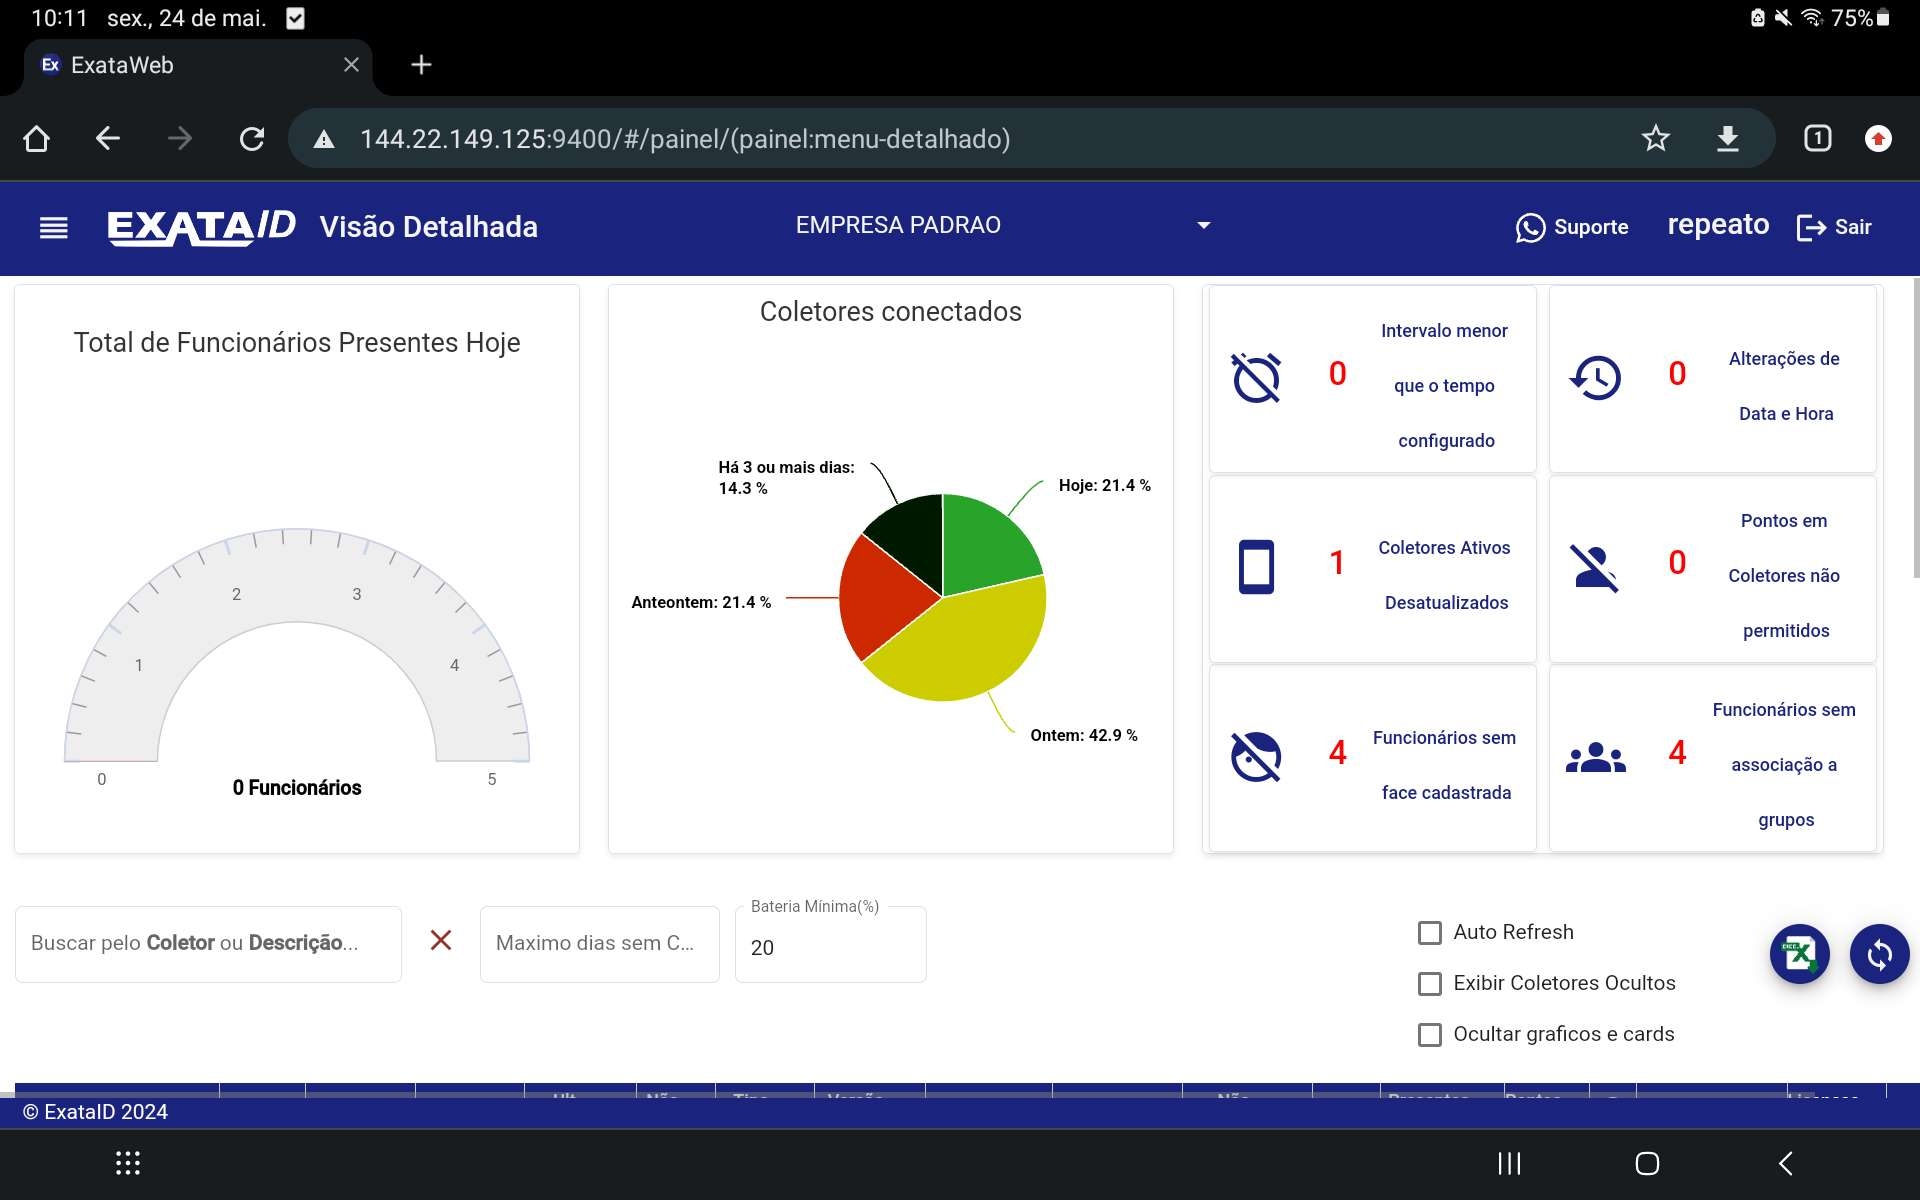 10:11 sex., 24 de mai.
75%
Ex ExataWeb
144.22.149.125:9400/#/painel/(painel:menu-detalhado)
1
EXATAID Visão Detalhada
EMPRESA PADRAO
Suporte
repeato
Sair
Total de Funcionários Presentes Hoje
0
1
2
3
4
5
0 Funcionários
Coletores conectados
Há 3 ou mais dias:
14.3 %
Hoje: 21.4 %
Anteontem: 21.4 %
Ontem: 42.9 %
0
Intervalo menor
que o tempo
configurado
0
Alterações de
Data e Hora
1
Coletores Ativos
Desatualizados
0
Pontos em
Coletores não
permitidos
4
Funcionários sem
face cadastrada
4
Funcionários sem
associação a
grupos
Buscar pelo Coletor ou Descrição...
Maximo dias sem C...
Bateria Mínima(%)
20
Auto Refresh
Exibir Coletores Ocultos
Ocultar graficos e cards
© ExataID 2024